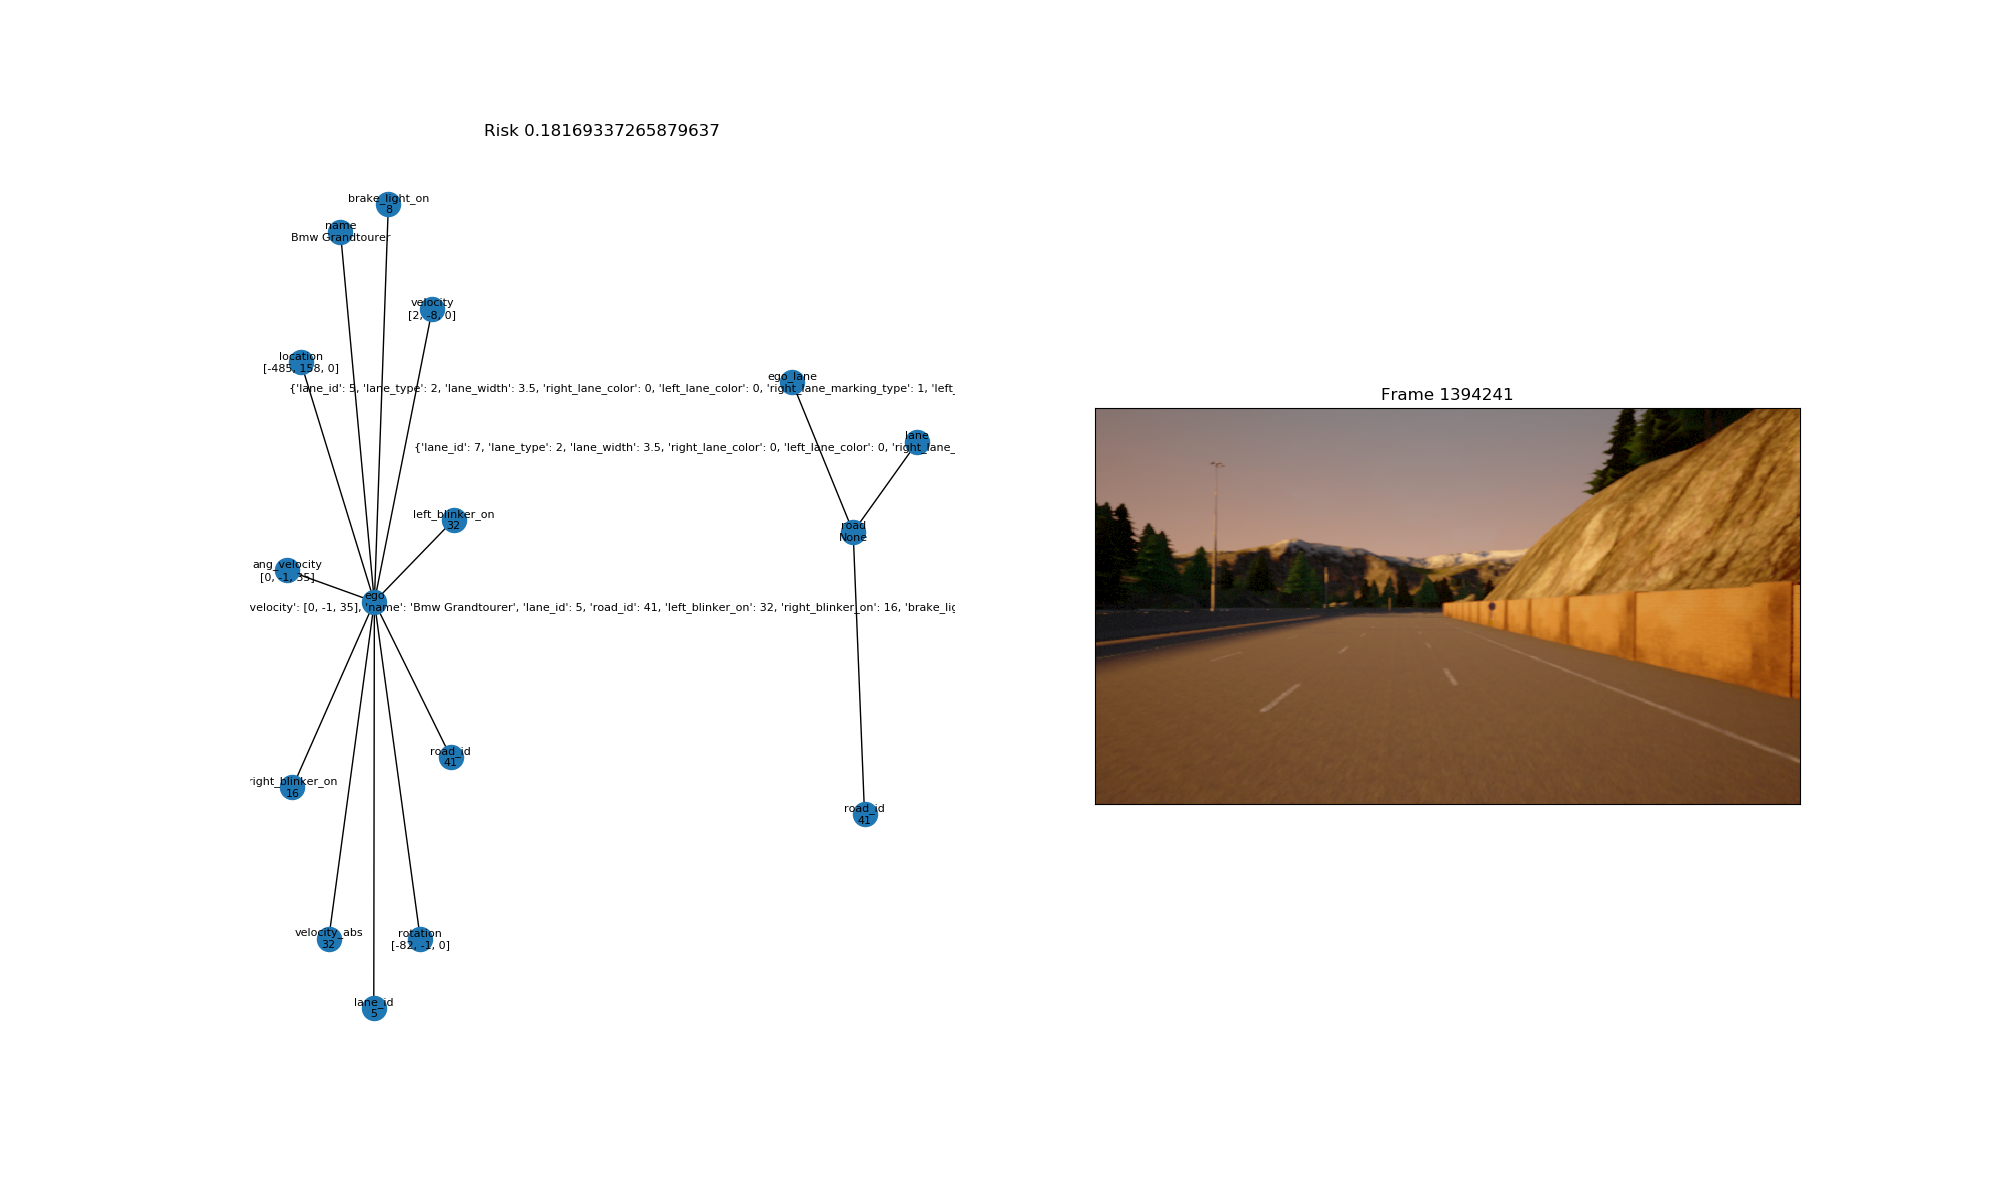 Risk 0.18169337265879637
brake_light_on
8
name
Bmw Grandtourer
velocity
[2, -8, 0]
location
[-485, 158, 0]
ego_lane
{'lane_id': 5, 'lane_type': 2, 'lane_width': 3.5, 'right_lane_color': 0, 'left_lane_color': 0, 'right_lane_marking_type': 1, 'left_
lane
{'lane_id': 7, 'lane_type': 2, 'lane_width': 3.5, 'right_lane_color': 0, 'left_lane_color': 0, 'right_lane_
left_blinker_on
32
road
None
ang_velocity
[0, -1, 35]
ego
velocity': [0, -1, 35], 'name': 'Bmw Grandtourer', 'lane_id': 5, 'road_id': 41, 'left_blinker_on': 32, 'right_blinker_on': 16, 'brake_lig
road_id
41
right_blinker_on
16
road_id
41
velocity_abs
32
rotation
[-82, -1, 0]
lane_id
5
Frame 1394241